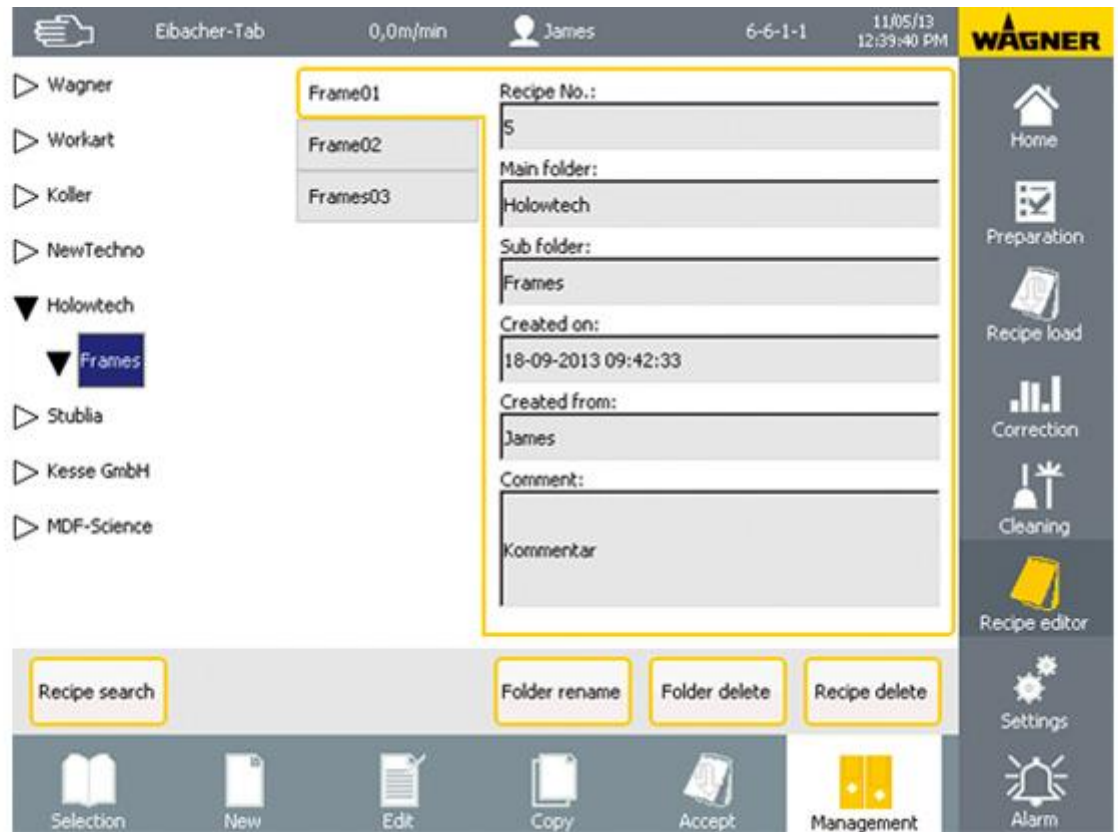 Eibacher-Tab 0,0m/min James 6-6-1-1 11/05/13
12:39:40 PM
WAGNER
Wagner
Workart
Koller
NewTechno
Holowtech
Frames
Stublia
Kesse GmbH
MDF-Science
Frame01
Frame02
Frames03
Recipe No.:
5
Main folder:
Holowtech
Sub folder:
Frames
Created on:
18-09-2013 09:42:33
Created from:
James
Comment:
Kommentar
Home
Preparation
Recipe load
Correction
Cleaning
Recipe editor
Settings
Alarm
Recipe search Folder rename Folder delete Recipe delete
Selection New Edit Copy Accept Management